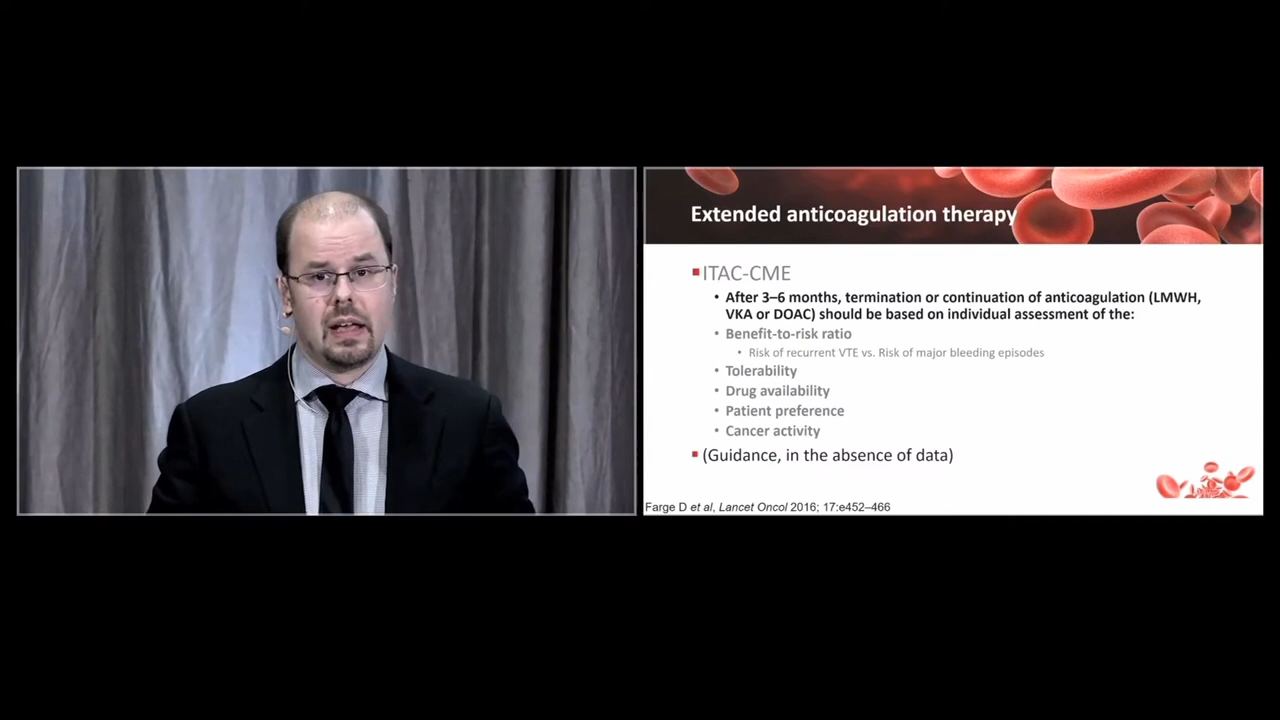 Extended anticoagulation therapy
▪ITAC-CME
• After 3–6 months, termination or continuation of anticoagulation (LMWH,
VKA or DOAC) should be based on individual assessment of the:
• Benefit-to-risk ratio
• Risk of recurrent VTE vs. Risk of major bleeding episodes
• Tolerability
• Drug availability
• Patient preference
• Cancer activity
▪ (Guidance, in the absence of data)
Farge D et al, Lancet Oncol 2016; 17:e452–466